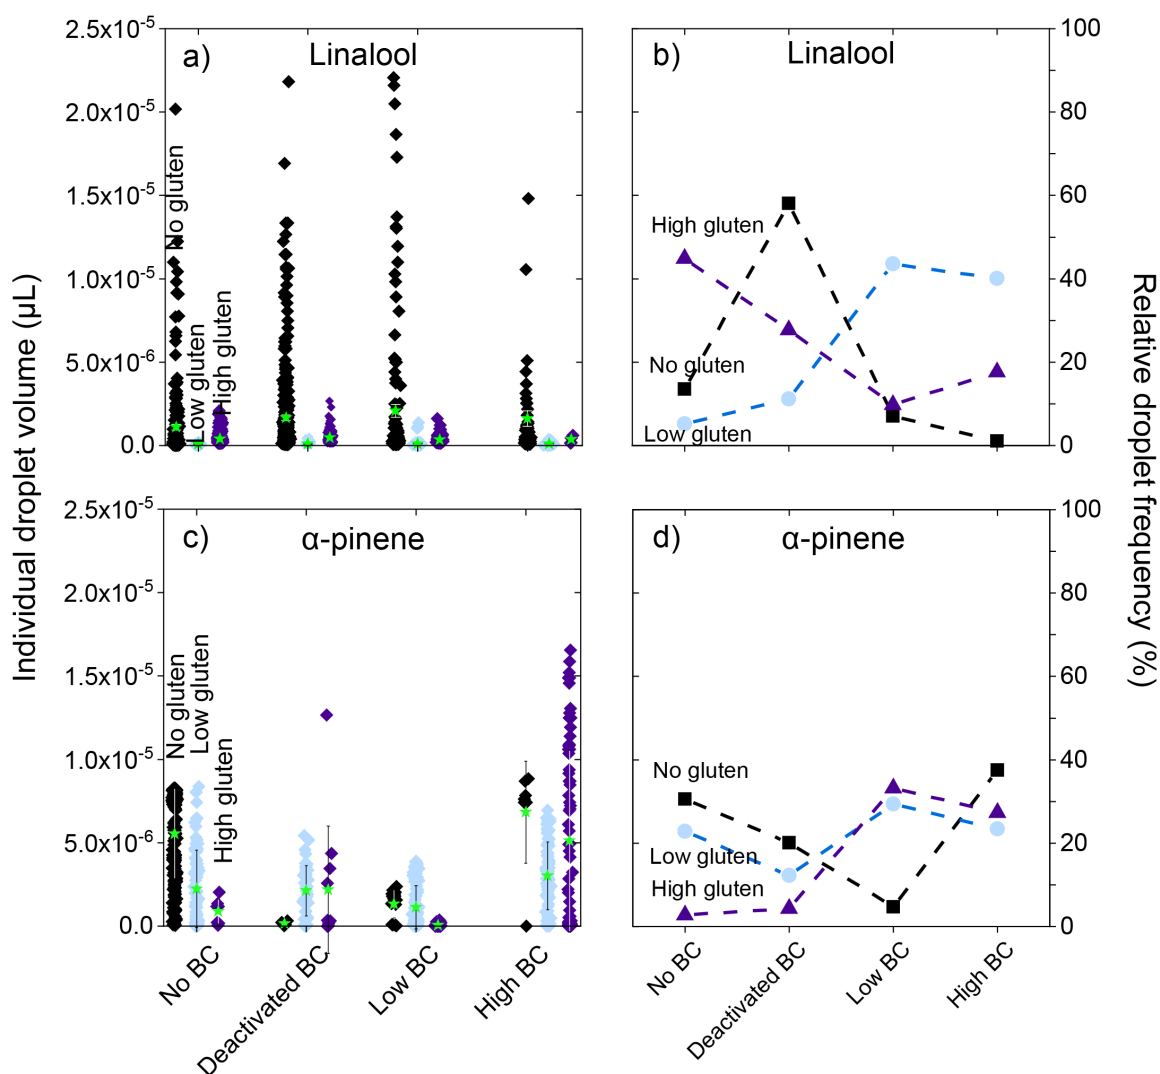 Individual droplet volume (µL)
2.5x10⁻⁵
2.0x10⁻⁵
1.5x10⁻⁵
1.0x10⁻⁵
5.0x10⁻⁶
0.0
a)
Linalool
No gluten
Low gluten
High gluten
b)
Linalool
High gluten
No gluten
Low gluten
100
80
60
40
20
0
2.5x10⁻⁵
2.0x10⁻⁵
1.5x10⁻⁵
1.0x10⁻⁵
5.0x10⁻⁶
0.0
c)
α-pinene
No gluten
Low gluten
High gluten
No BC
Deactivated BC
Low BC
High BC
d)
α-pinene
No gluten
Low gluten
High gluten
100
80
60
40
20
0
No BC
Deactivated BC
Low BC
High BC
Relative droplet frequency (%)